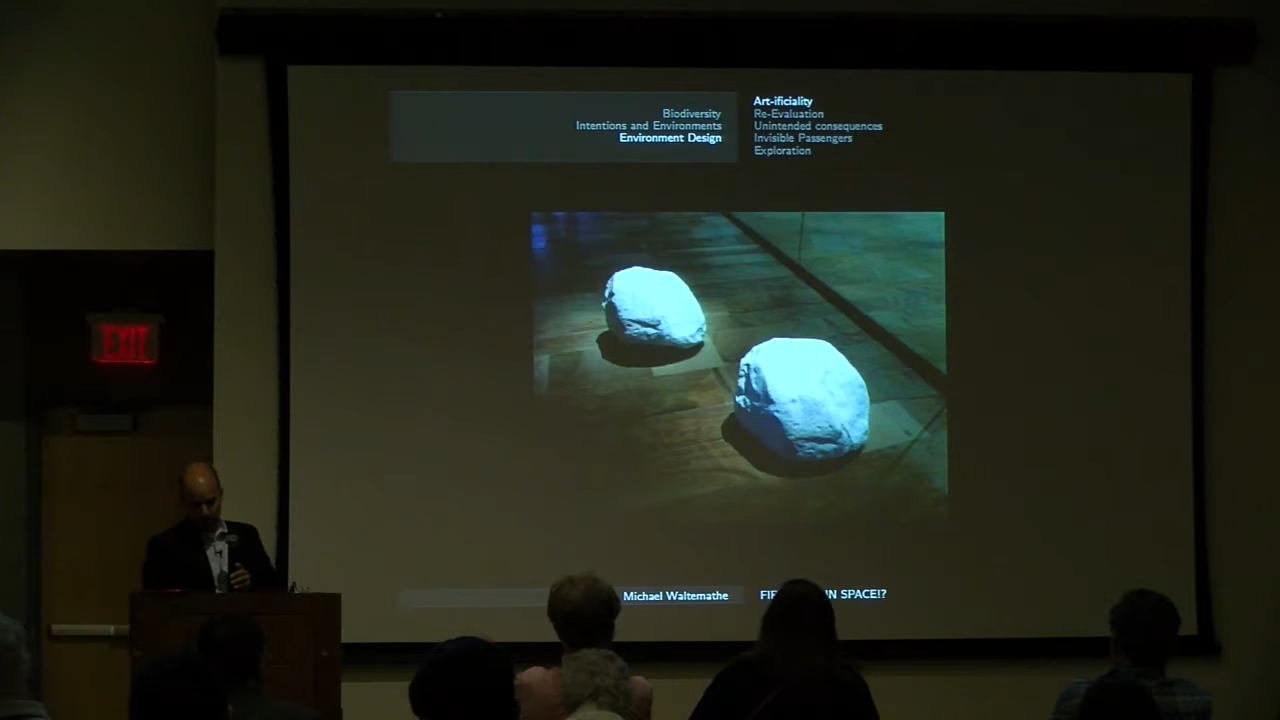 Biodiversity
Intentions and Environments
Environment Design
Art-ificiality
Re-Evaluation
Unintended consequences
Invisible Passengers
Exploration
EXIT
Michael Waltemathe
IN SPACE!?